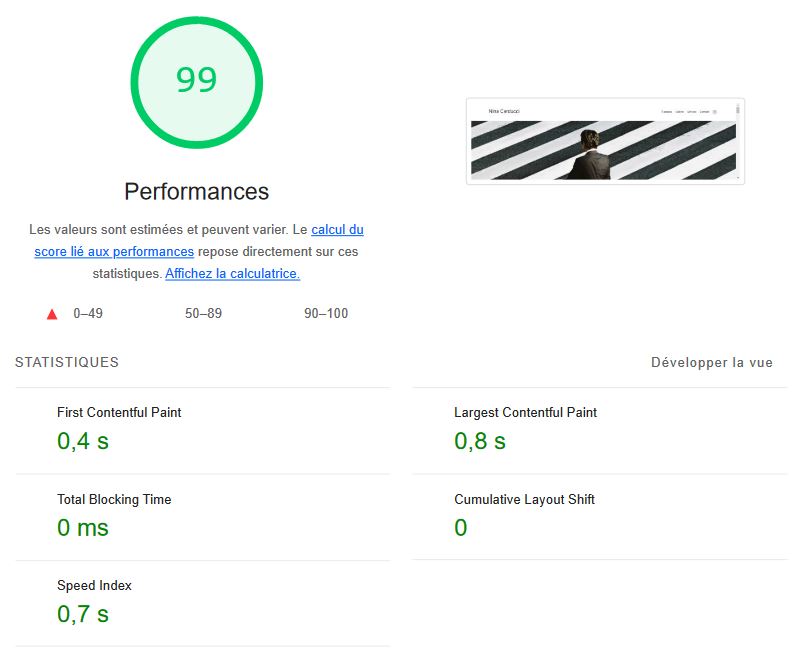 99
Nina Carducci
Performances
Les valeurs sont estimées et peuvent varier. Le calcul du
score lié aux performances repose directement sur ces
statistiques. Affichez la calculatrice.
0–49
50–89
90–100
STATISTIQUES
Développer la vue
First Contentful Paint
0,4 s
Largest Contentful Paint
0,8 s
Total Blocking Time
0 ms
Cumulative Layout Shift
0
Speed Index
0,7 s